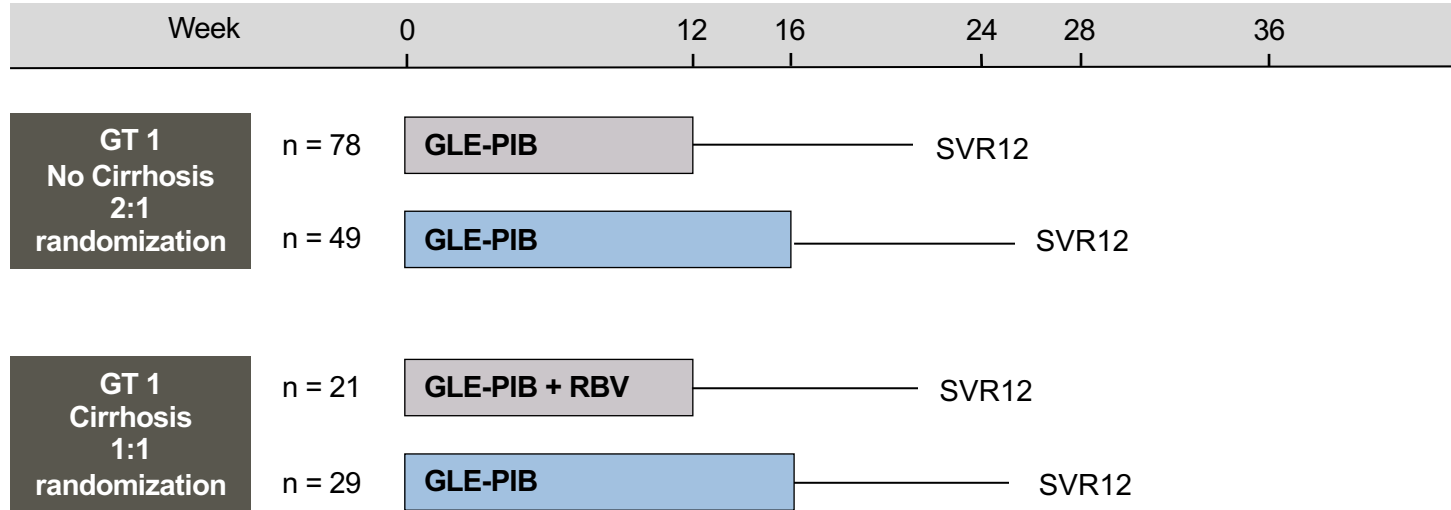 Week 0 12 16 24 28 36
GT 1
No Cirrhosis
2:1
randomization
n = 78 GLE-PIB SVR12
n = 49 GLE-PIB SVR12
GT 1
Cirrhosis
1:1
randomization
n = 21 GLE-PIB + RBV SVR12
n = 29 GLE-PIB SVR12